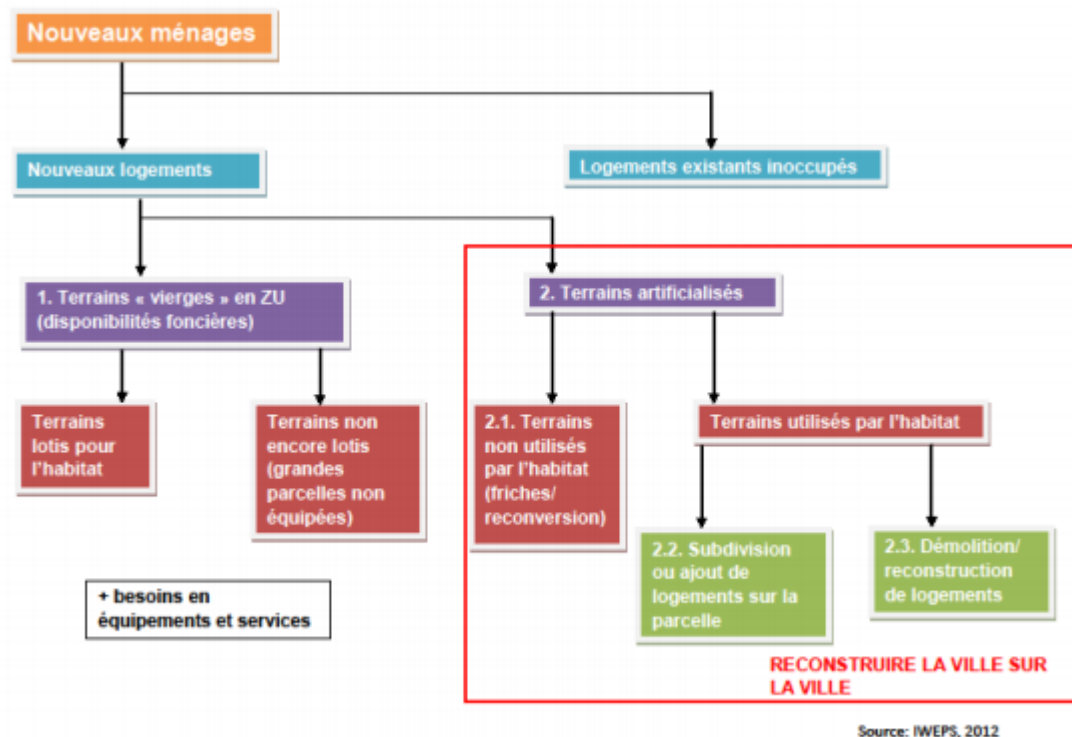 Nouveaux ménages
Nouveaux logements
Logements existants inoccupés
1. Terrains « vierges » en ZU
(disponibilités foncières)
2. Terrains artificialisés
Terrains
lotis pour
l'habitat
Terrains non
encore lotis
(grandes
parcelles non
équipées)
2.1. Terrains
non utilisés
par l'habitat
(friches/
reconversion)
Terrains utilisés par l'habitat
2.2. Subdivision
ou ajout de
logements sur la
parcelle
2.3. Démolition/
reconstruction
de logements
+ besoins en
équipements et services
RECONSTRUIRE LA VILLE SUR
LA VILLE
Source: IWEPS, 2012